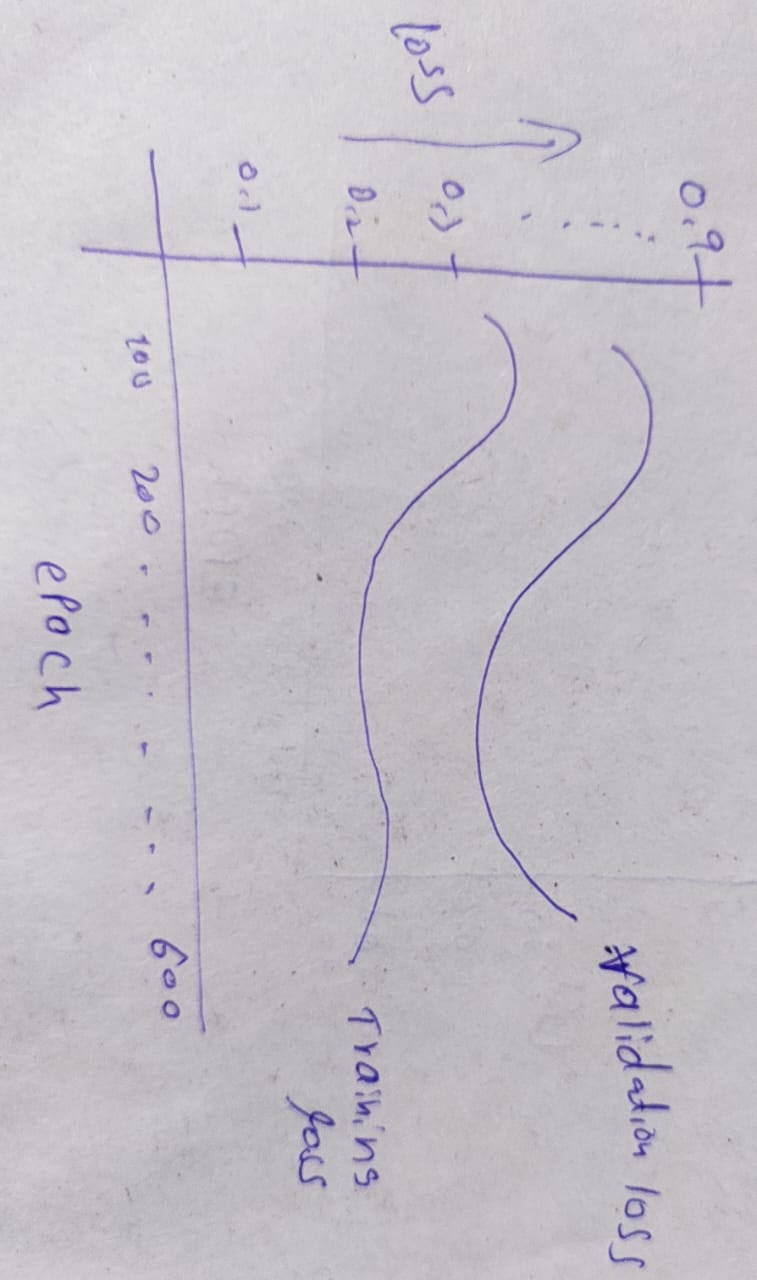 loss
0.9
0.3
0.2
0.1
Validation loss
Training
loss
100 200 600
epoch